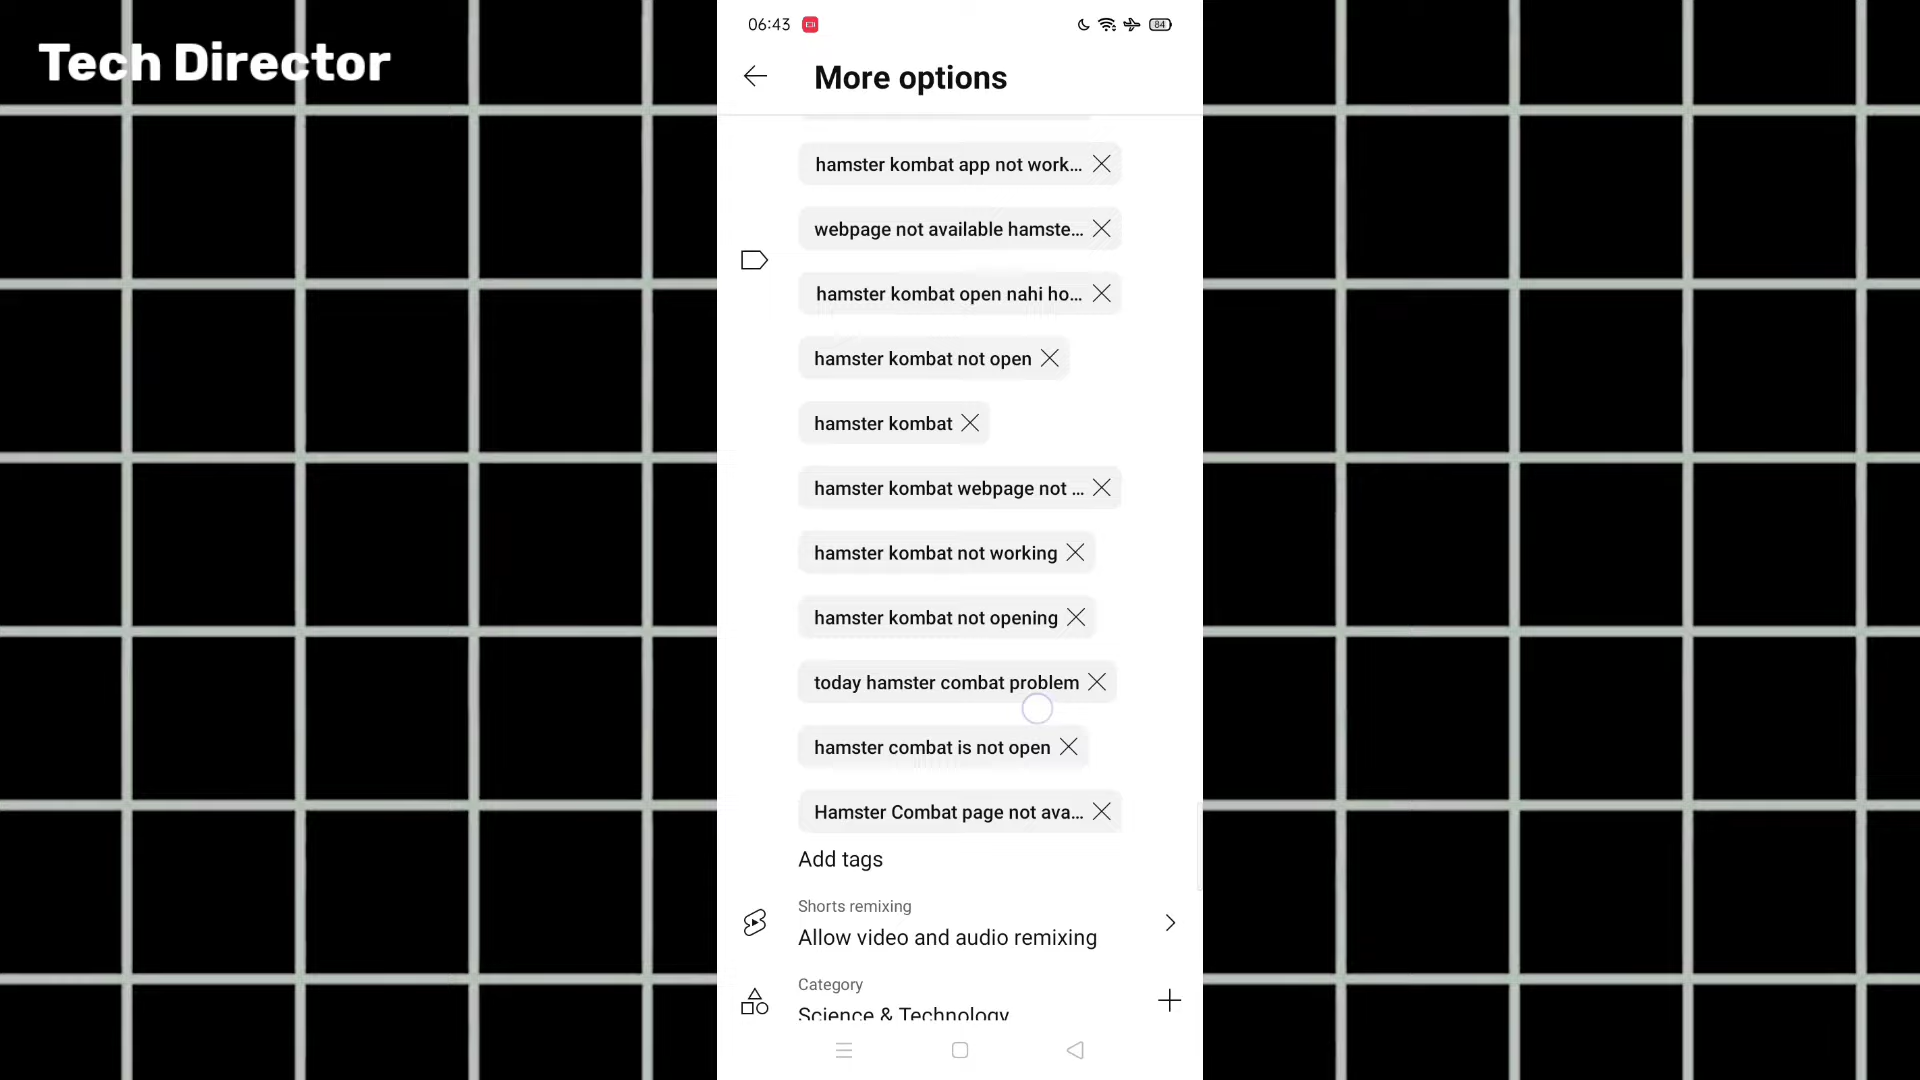 Tech Director
06:43
84
More options
hamster kombat app not work...
webpage not available hamste...
hamster kombat open nahi ho...
hamster kombat not open
hamster kombat
hamster kombat webpage not ...
hamster kombat not working
hamster kombat not opening
today hamster combat problem
hamster combat is not open
Hamster Combat page not ava...
Add tags
Shorts remixing
Allow video and audio remixing
Category
Science & Technology